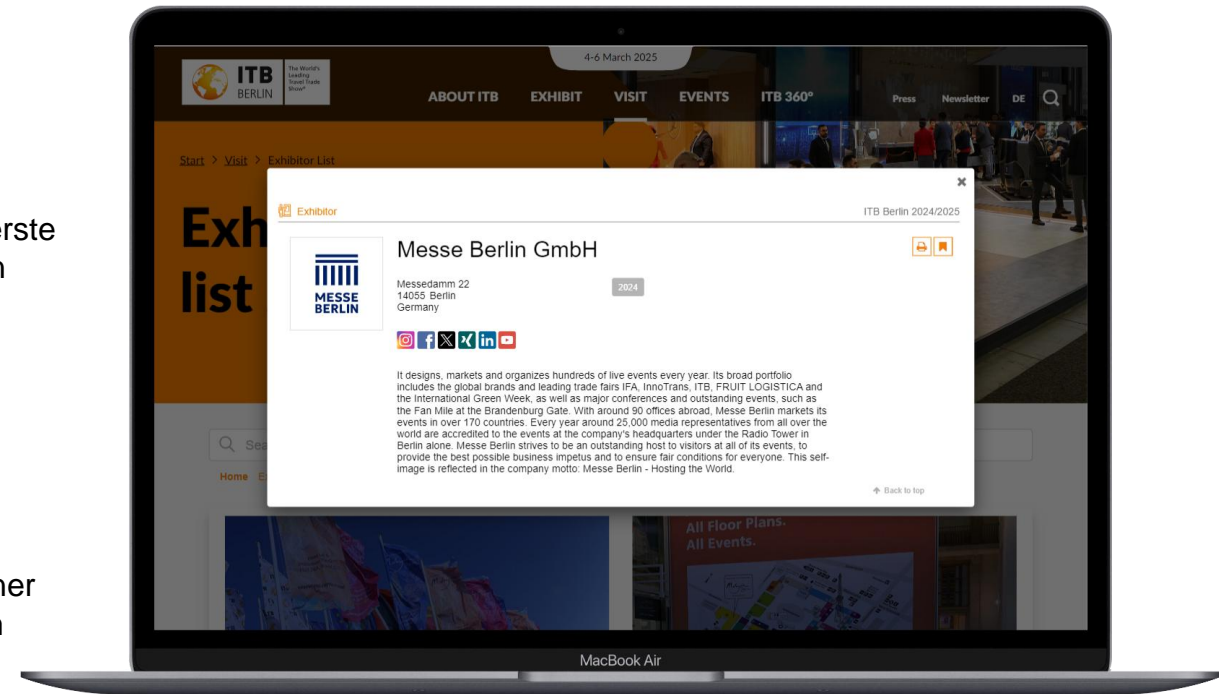 erste
n
ner
n
4-6 March 2025
ITB
BERLIN
The World's
Leading
Travel Trade
Show®
ABOUT ITB EXHIBIT VISIT EVENTS ITB 360°
Press Newsletter DE
Start > Visit > Exhibitor List
Exh
list
Exhibitor
ITB Berlin 2024/2025
MESSE
BERLIN
Messe Berlin GmbH
Messedamm 22
14055 Berlin
Germany
2024
It designs, markets and organizes hundreds of live events every year. Its broad portfolio
includes the global brands and leading trade fairs IFA, InnoTrans, ITB, FRUIT LOGISTICA and
the International Green Week, as well as major conferences and outstanding events, such as
the Fan Mile at the Brandenburg Gate. With around 90 offices abroad, Messe Berlin markets its
events in over 170 countries. Every year around 25,000 media representatives from all over the
world are accredited to the events at the company's headquarters under the Radio Tower in
Berlin alone. Messe Berlin strives to be an outstanding host to visitors at all of its events, to
provide the best possible business impetus and to ensure fair conditions for everyone. This self-
image is reflected in the company motto: Messe Berlin - Hosting the World.
Back to top
Sea
Home E
All Floor Plans.
All Events.
MacBook Air